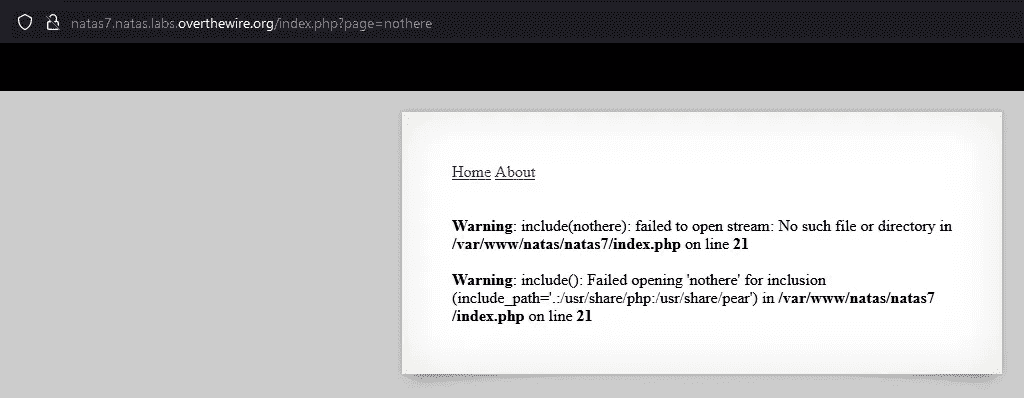 natas7.natas.labs.overthewire.org/index.php?page=nothere
Home About
Warning: include(nothere): failed to open stream: No such file or directory in
/var/www/natas/natas7/index.php on line 21
Warning: include(): Failed opening 'nothere' for inclusion
(include_path='.:/usr/share/php:/usr/share/pear') in /var/www/natas/natas7
/index.php on line 21